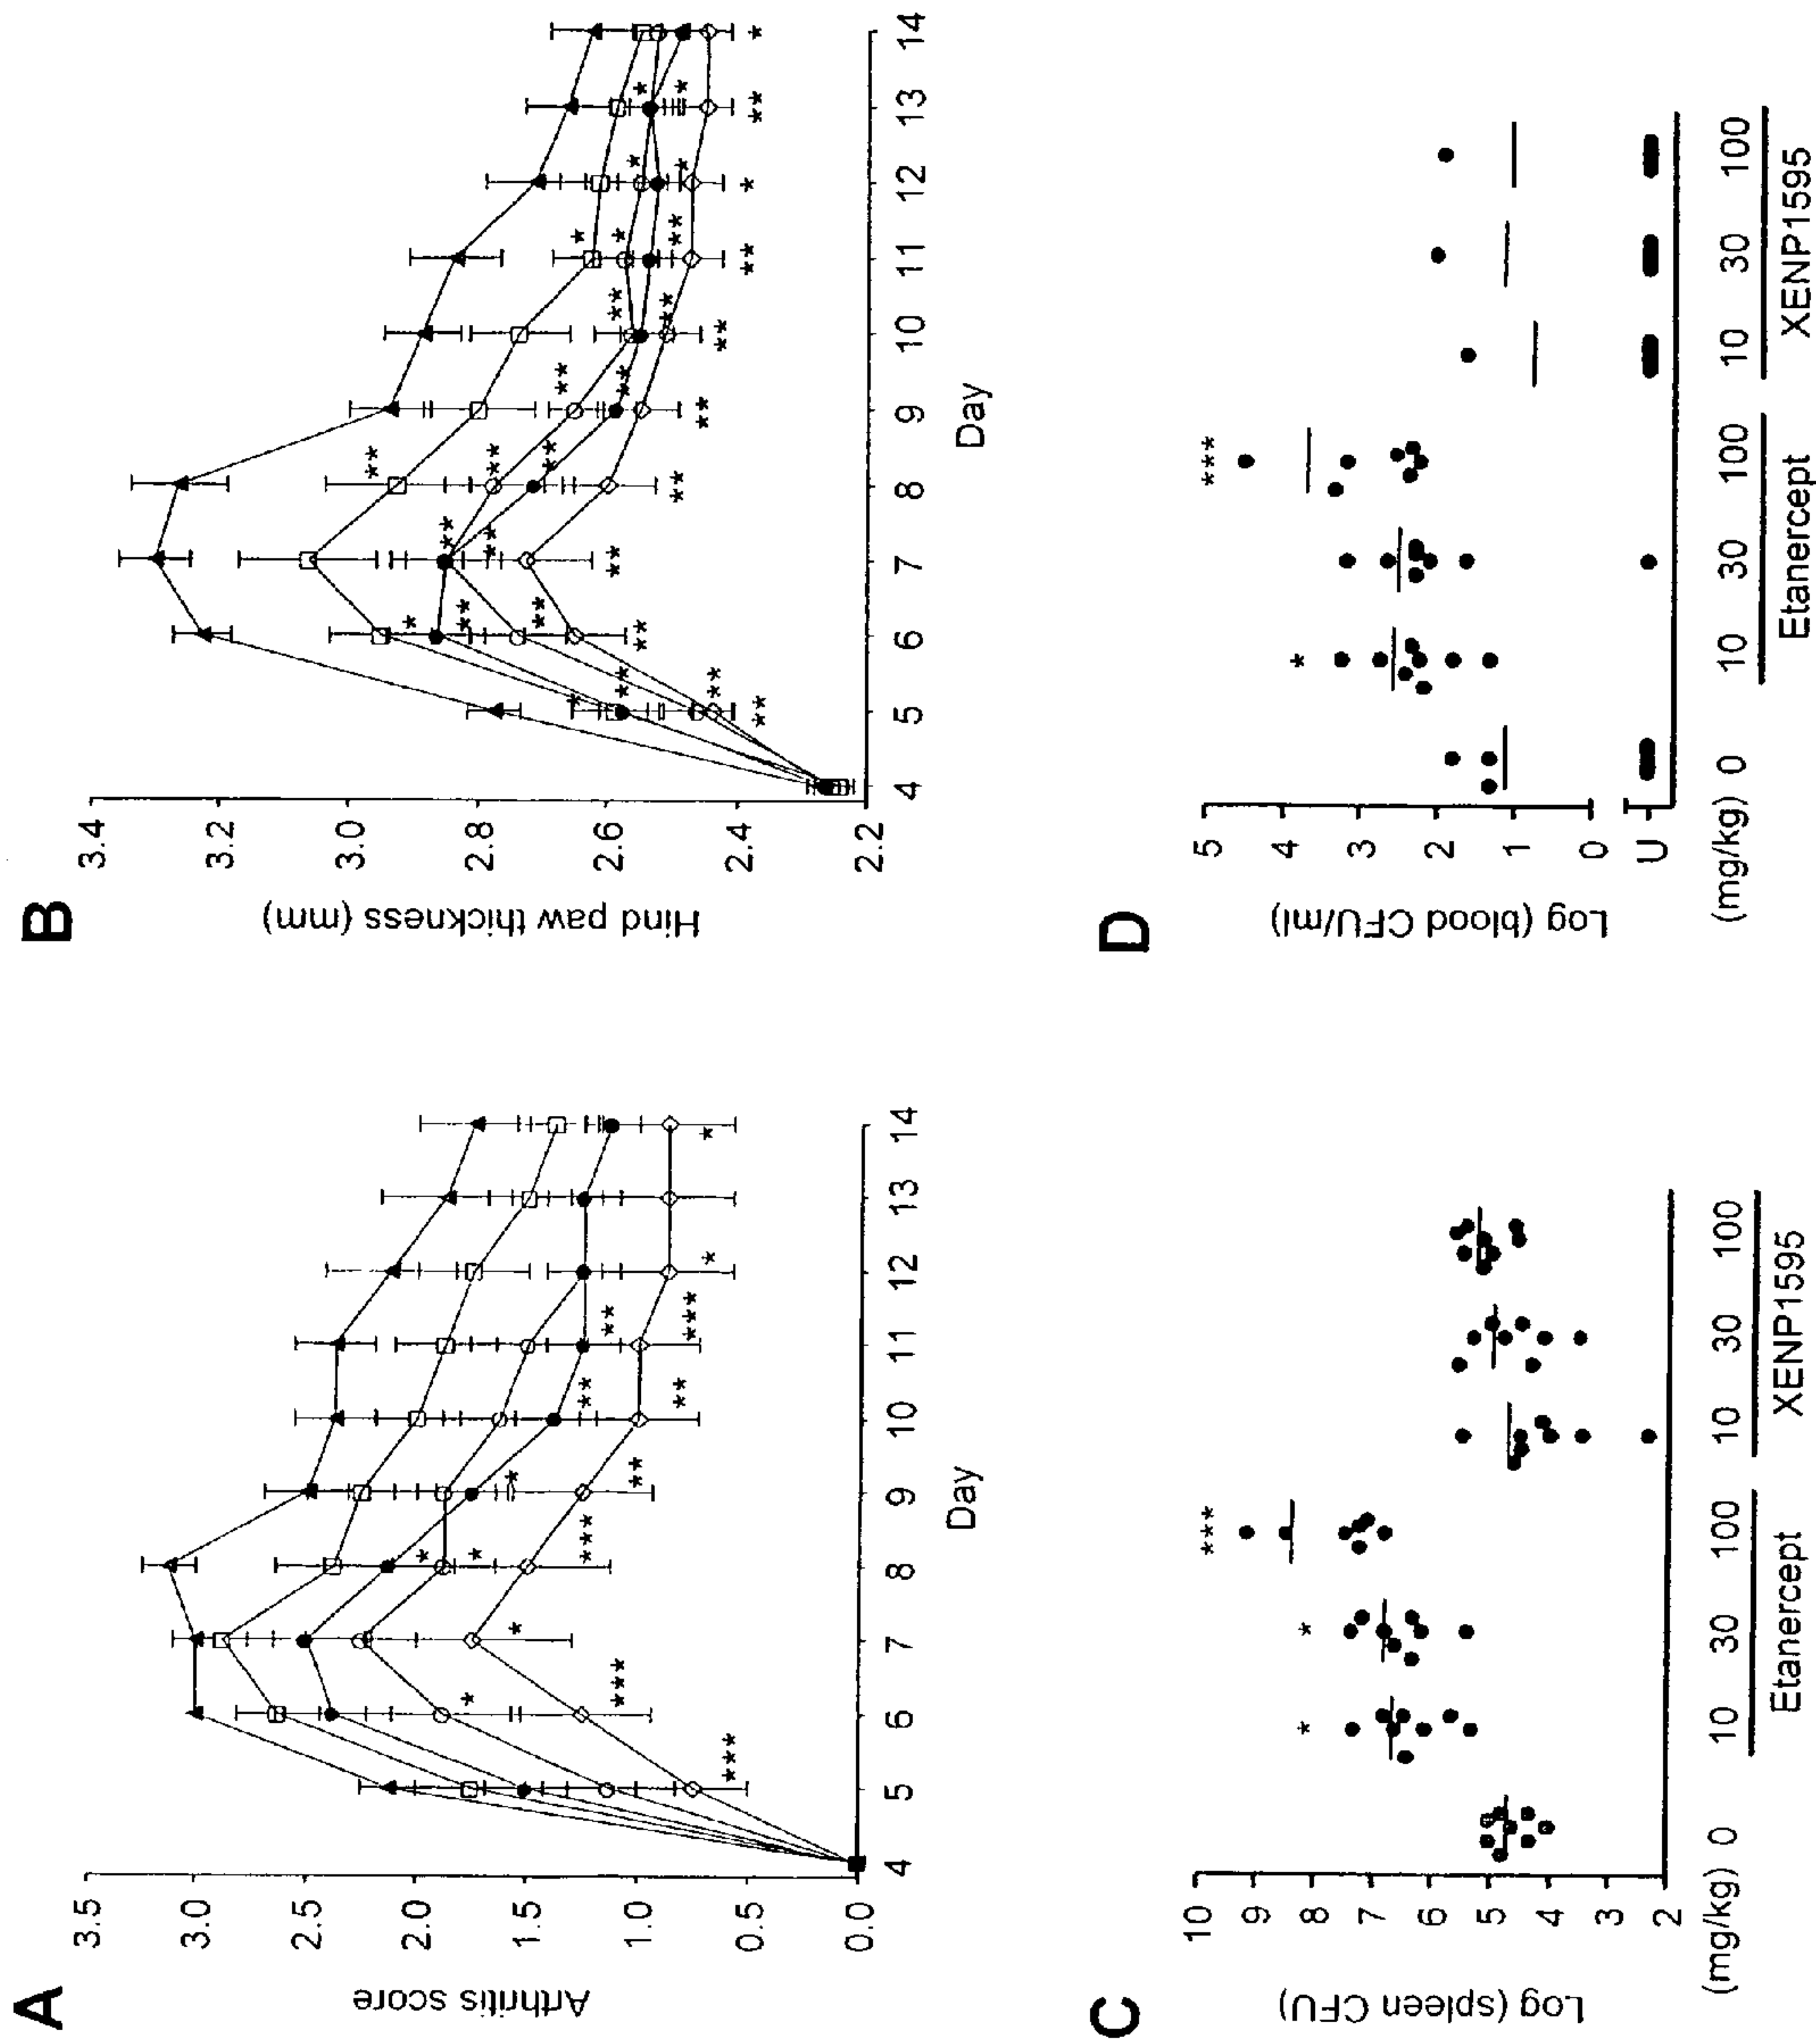 A
Arthritis score
3.5
3.0
2.5
2.0
1.5
1.0
0.5
0.0
*** *** * * * *** * * ** * ** *** ** *** * *
4 5 6 7 8 9 10 11 12 13 14
Day
B
Hind paw thickness (mm)
3.4
3.2
3.0
2.8
2.6
2.4
2.2
4 5 6 7 8 9 10 11 12 13 14
Day
C
Log (spleen CFU)
10
9
8
7
6
5
4
3
2
* * ***
(mg/kg) 0 10 30 100 10 30 100
Etanercept XENP1595
D
Log (blood CFU/ml)
5
4
3
2
1
0
U
* ***
(mg/kg) 0 10 30 100 10 30 100
Etanercept XENP1595